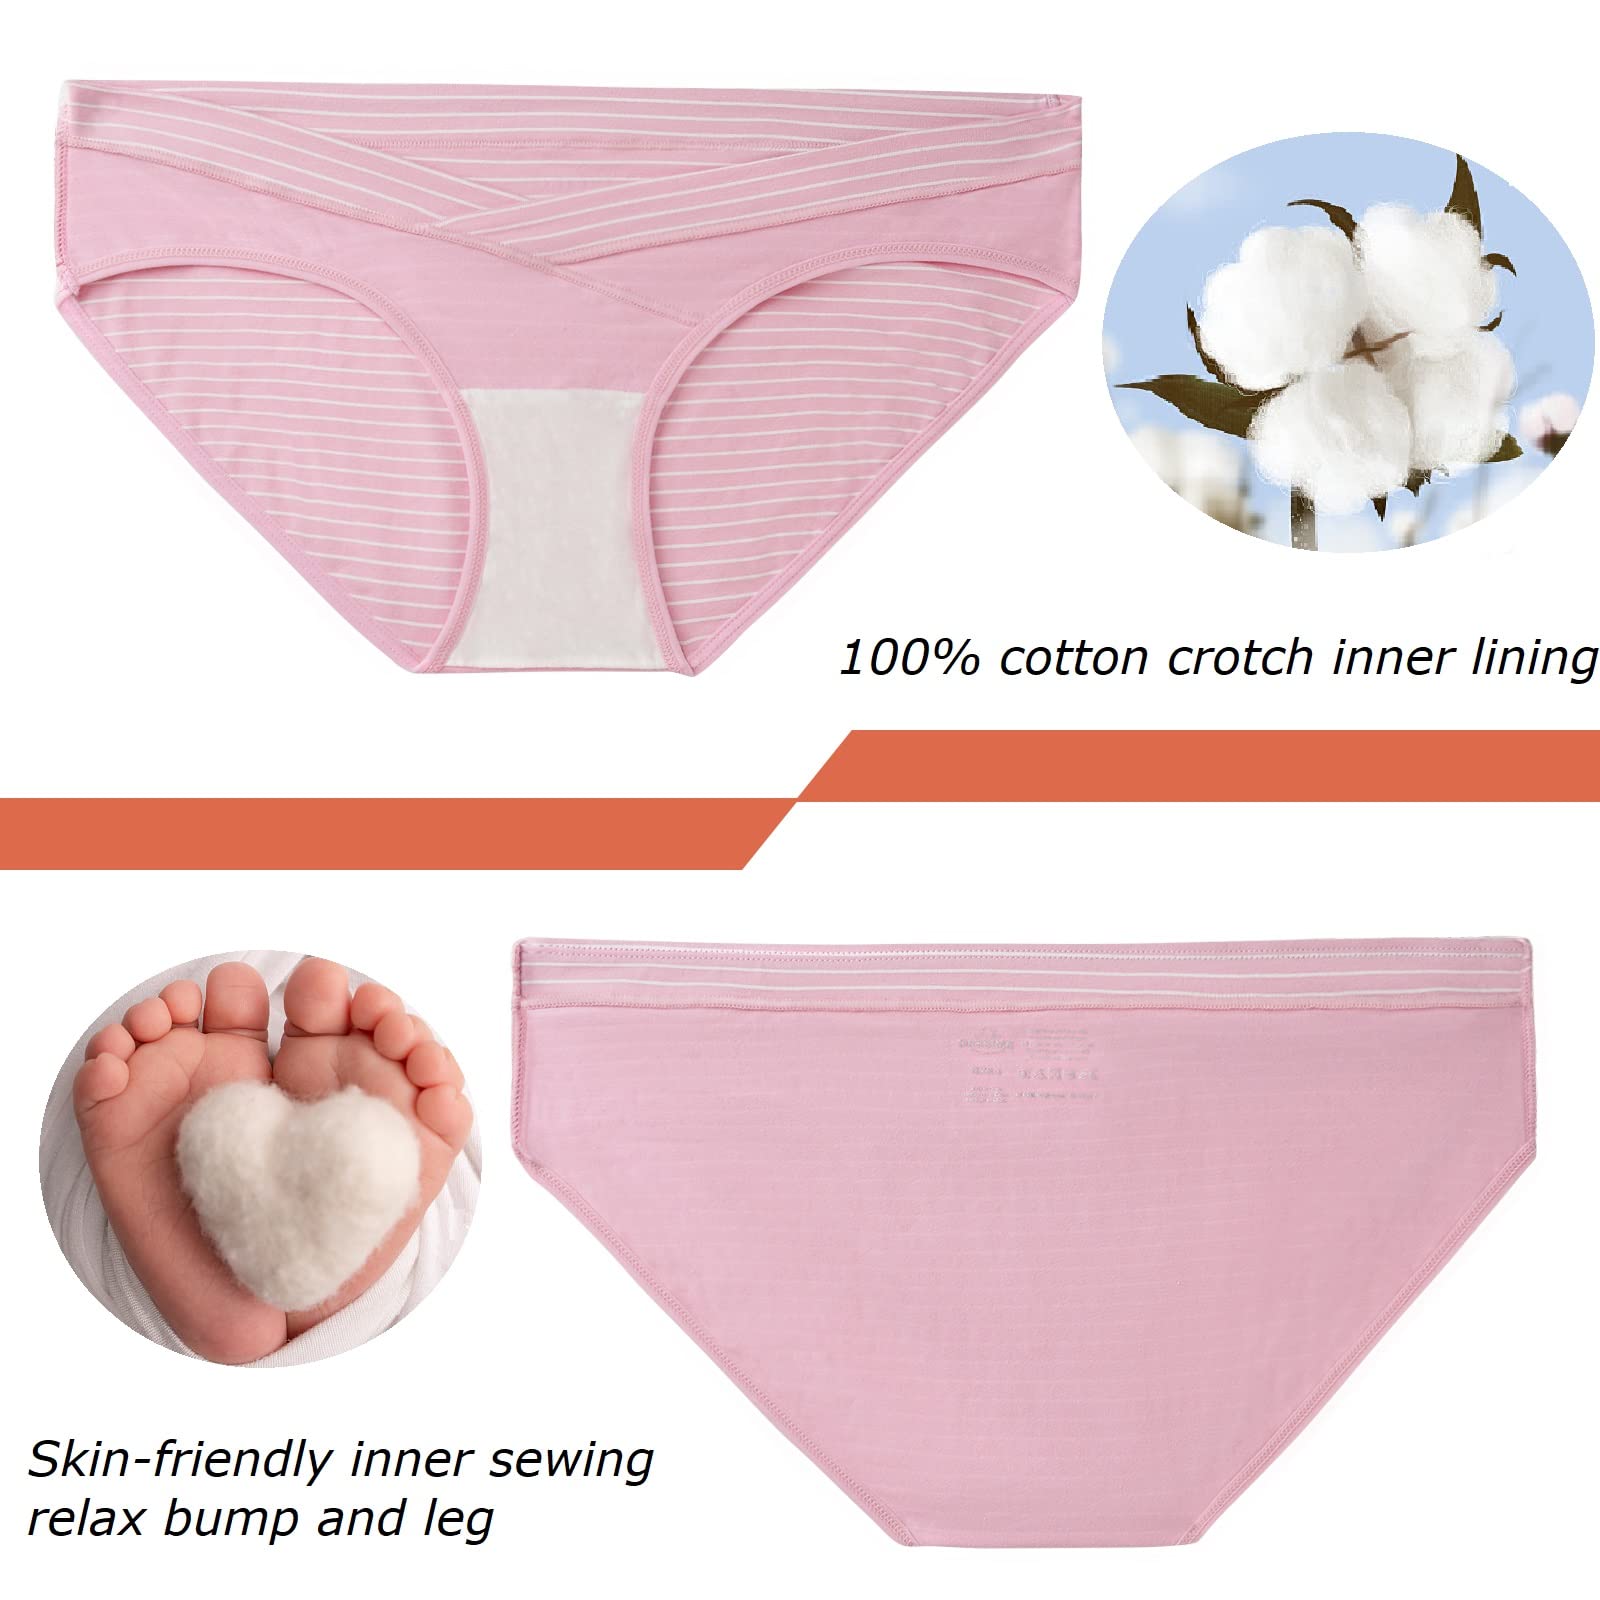 100% cotton crotch inner lining
Skin-friendly inner sewing
relax bump and leg